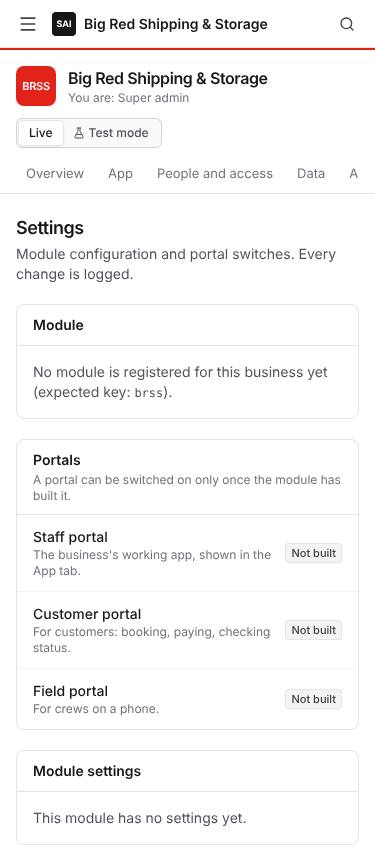 SAI Big Red Shipping & Storage
BRSS
Big Red Shipping & Storage
You are: Super admin
Live Test mode
Overview App People and access Data A
Settings
Module configuration and portal switches. Every
change is logged.
Module
No module is registered for this business yet
(expected key: brss).
Portals
A portal can be switched on only once the module has
built it.
Staff portal
The business's working app, shown in the
App tab.
Not built
Customer portal
For customers: booking, paying, checking
status.
Not built
Field portal
For crews on a phone.
Not built
Module settings
This module has no settings yet.